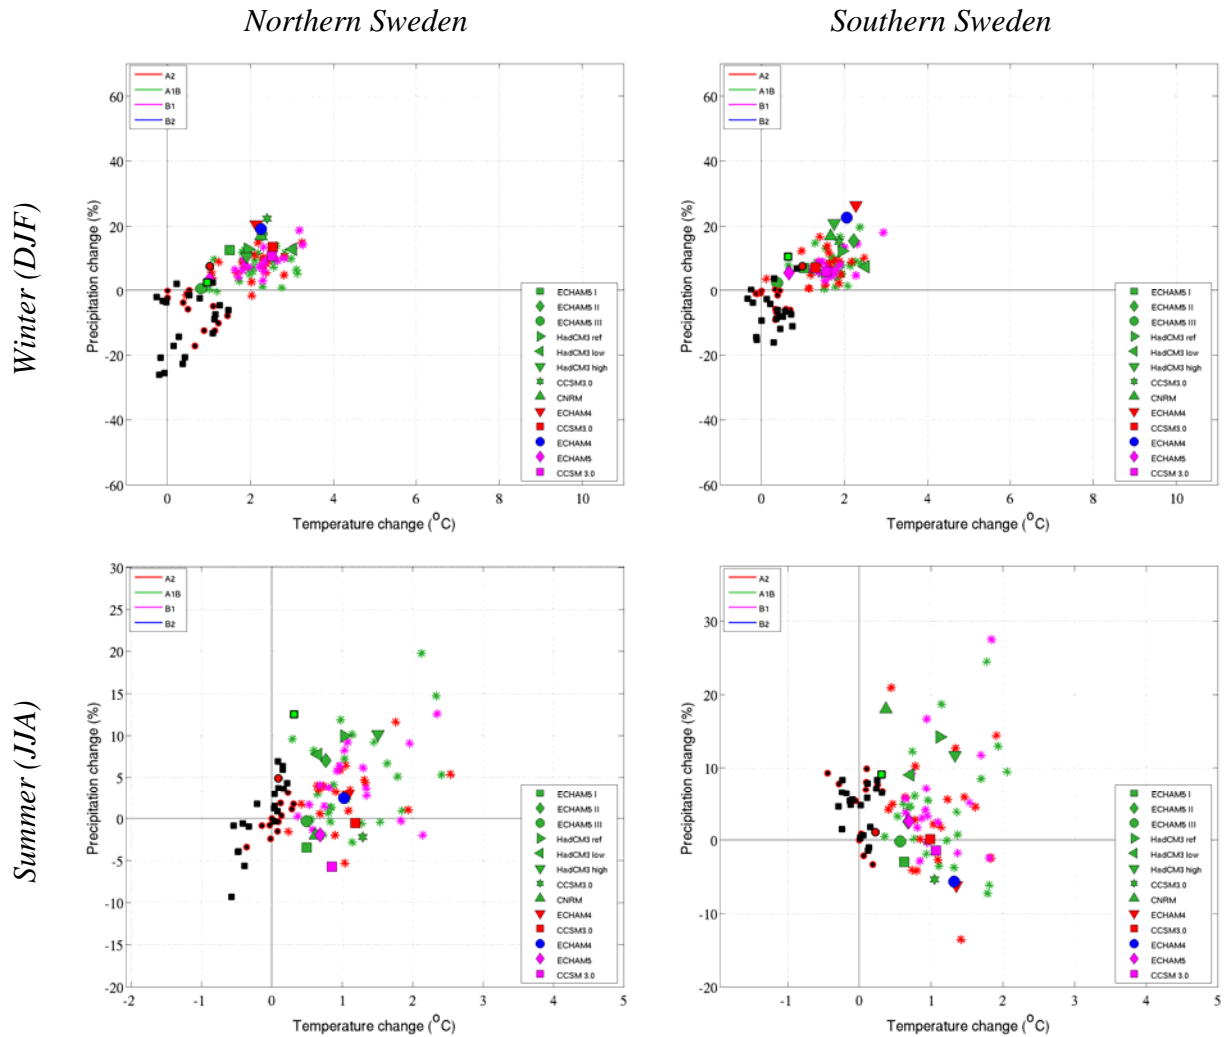 Northern Sweden
Southern Sweden
Winter (DJF)
A2
A1B
B1
B2
60
40
20
0
-20
-40
-60
Precipitation change (%)
ECHAM5 I
ECHAM5 II
ECHAM5 III
HadCM3 ref
HadCM3 low
HadCM3 high
CCSM3.0
CNRM
ECHAM4
CCSM3.0
ECHAM4
ECHAM5
CCSM 3.0
0 2 4 6 8 10
Temperature change (°C)
A2
A1B
B1
B2
60
40
20
0
-20
-40
-60
Precipitation change (%)
ECHAM5 I
ECHAM5 II
ECHAM5 III
HadCM3 ref
HadCM3 low
HadCM3 high
CCSM3.0
CNRM
ECHAM4
CCSM3.0
ECHAM4
ECHAM5
CCSM 3.0
0 2 4 6 8 10
Temperature change (°C)
Summer (JJA)
A2
A1B
B1
B2
30
25
20
15
10
5
0
-5
-10
-15
-20
Precipitation change (%)
ECHAM5 I
ECHAM5 II
ECHAM5 III
HadCM3 ref
HadCM3 low
HadCM3 high
CCSM3.0
CNRM
ECHAM4
CCSM3.0
ECHAM4
ECHAM5
CCSM 3.0
-2 -1 0 1 2 3 4 5
Temperature change (°C)
A2
A1B
B1
B2
30
20
10
0
-10
-20
Precipitation change (%)
ECHAM5 I
ECHAM5 II
ECHAM5 III
HadCM3 ref
HadCM3 low
HadCM3 high
CCSM3.0
CNRM
ECHAM4
CCSM3.0
ECHAM4
ECHAM5
CCSM 3.0
-1 0 1 2 3 4 5
Temperature change (°C)